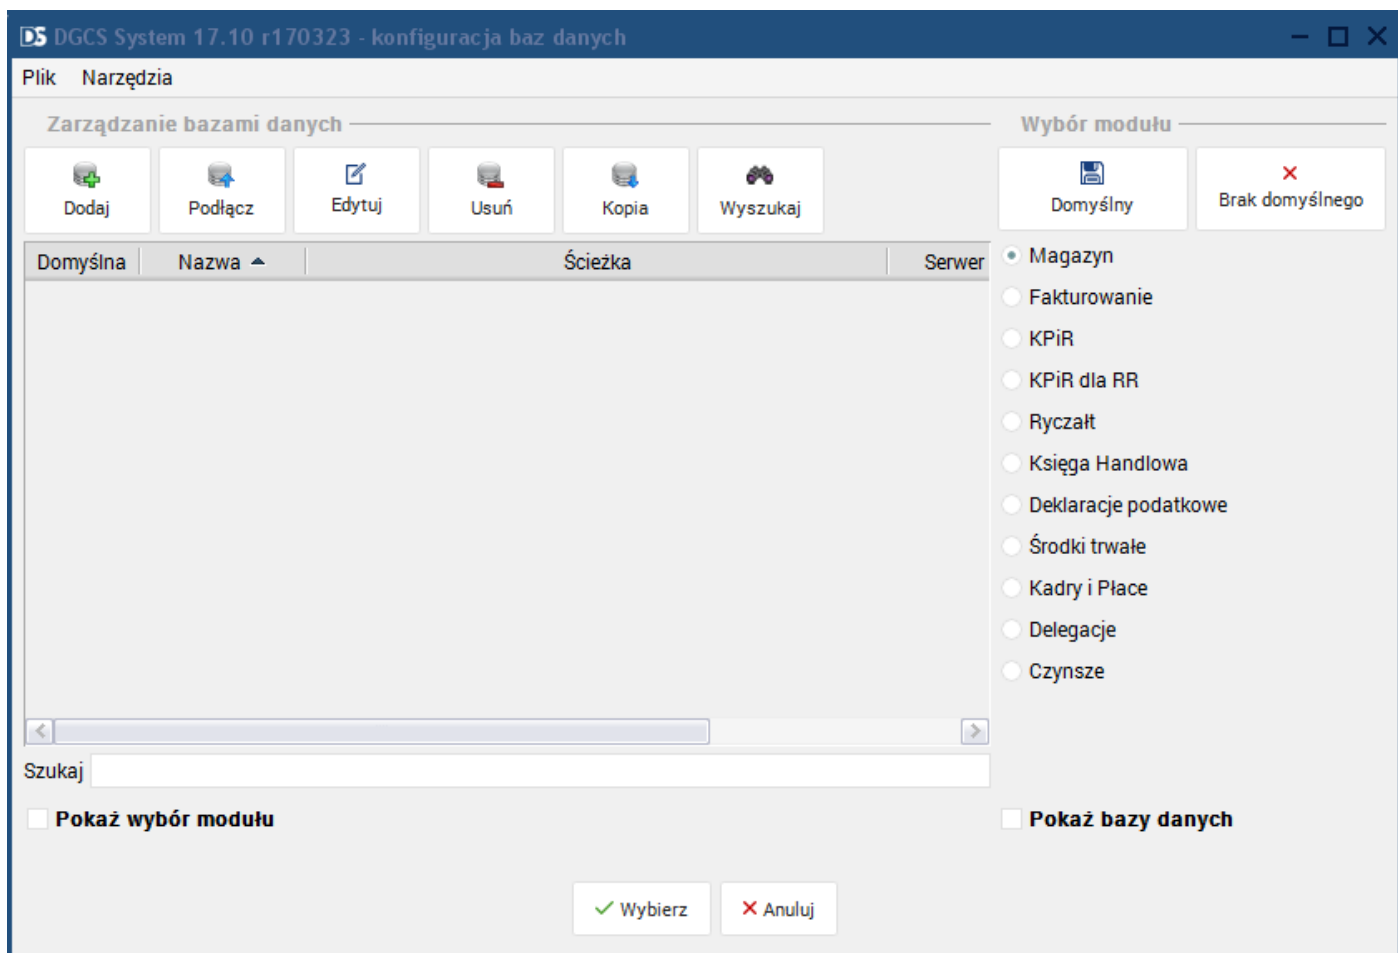 DS DGCS System 17.10 r170323 - konfiguracja baz danych
Plik Narzędzia
Zarządzanie bazami danych
Dodaj Podłącz Edytuj Usuń Kopia Wyszukaj
Domyślna Nazwa Ścieżka Serwer
Szukaj
Pokaż wybór modułu
Wybór modułu
Domyślny Brak domyślnego
Magazyn
Fakturowanie
KPiR
KPiR dla RR
Ryczałt
Księga Handlowa
Deklaracje podatkowe
Środki trwałe
Kadry i Płace
Delegacje
Czynsze
Pokaż bazy danych
Wybierz Anuluj